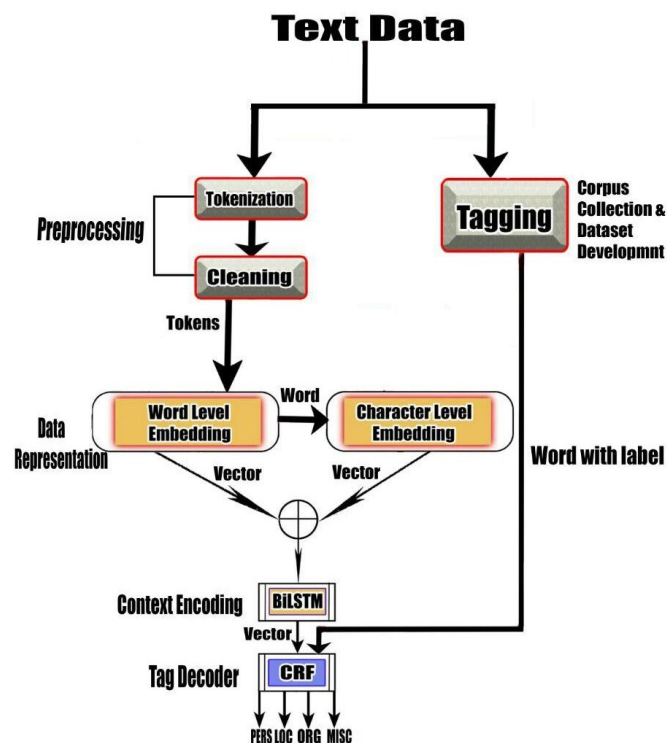 Text Data
Tokenization
Preprocessing
Cleaning
Tokens
Tagging
Corpus
Collection &
Dataset
Developmnt
Word Level
Embedding
Word
Character Level
Embedding
Data
Representation
Vector
Vector
Word with label
Context Encoding
BiLSTM
Vector
Tag Decoder
CRF
PERS LOC ORG MISC